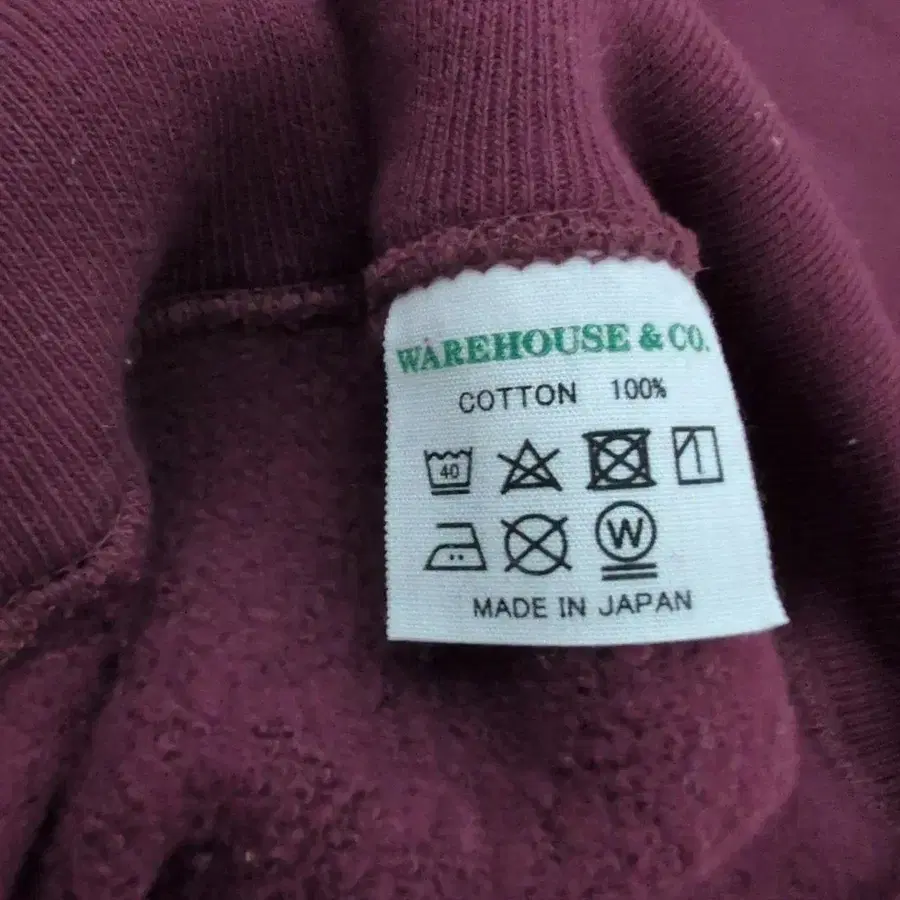 WAREHOUSE & CO.
COTTON 100%
40
W
MADE IN JAPAN